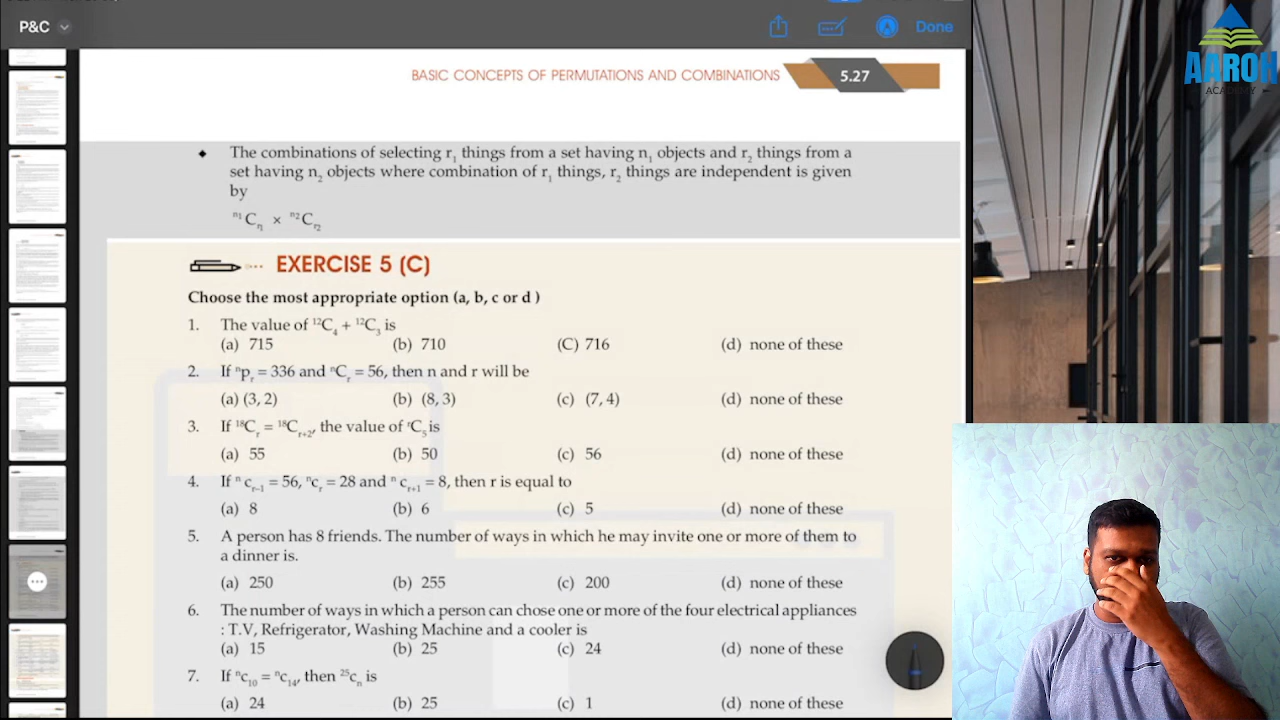 P&C
Done
AAROH
ACADEMY
BASIC CONCEPTS OF PERMUTATIONS AND COMBINATIONS 5.27
◆ The combinations of selecting r₁ things from a set having n₁ objects and r₂ things from a
set having n₂ objects where combination of r₁ things, r₂ things are independent is given
by
ⁿ¹Cᵣ₁ × ⁿ²Cᵣ₂
EXERCISE 5 (C)
Choose the most appropriate option (a, b, c or d )
1. The value of ¹²C₄ + ¹²C₃ is
(a) 715 (b) 710 (C) 716 (d) none of these
2. If ⁿpᵣ = 336 and ⁿCᵣ = 56, then n and r will be
(a) (3, 2) (b) (8, 3) (c) (7, 4) (d) none of these
3. If ¹⁸Cᵣ = ¹⁸Cᵣ₊₂, the value of ʳC₅ is
(a) 55 (b) 50 (c) 56 (d) none of these
4. If ⁿ cᵣ₋₁ = 56, ⁿcᵣ = 28 and ⁿ cᵣ₊₁ = 8, then r is equal to
(a) 8 (b) 6 (c) 5 (d) none of these
5. A person has 8 friends. The number of ways in which he may invite one or more of them to
a dinner is.
(a) 250 (b) 255 (c) 200 (d) none of these
6. The number of ways in which a person can chose one or more of the four electrical appliances
: T.V, Refrigerator, Washing Machine and a cooler is
(a) 15 (b) 25 (c) 24 (d) none of these
7. If ⁿc₁₀ = ⁿc₁₄, then ²⁵cₙ is
(a) 24 (b) 25 (c) 1 (d) none of these